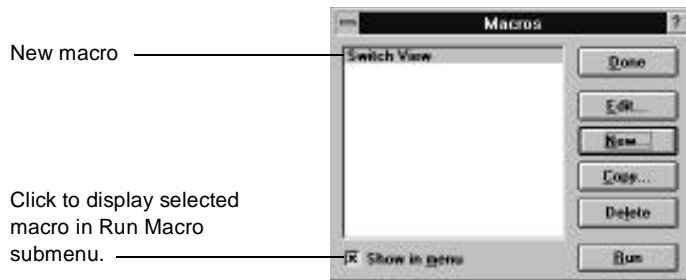 Macros
?
New macro
Switch View
Done
Edit...
New...
Copy...
Delete
Click to display selected
macro in Run Macro
submenu.
Show in menu
Run